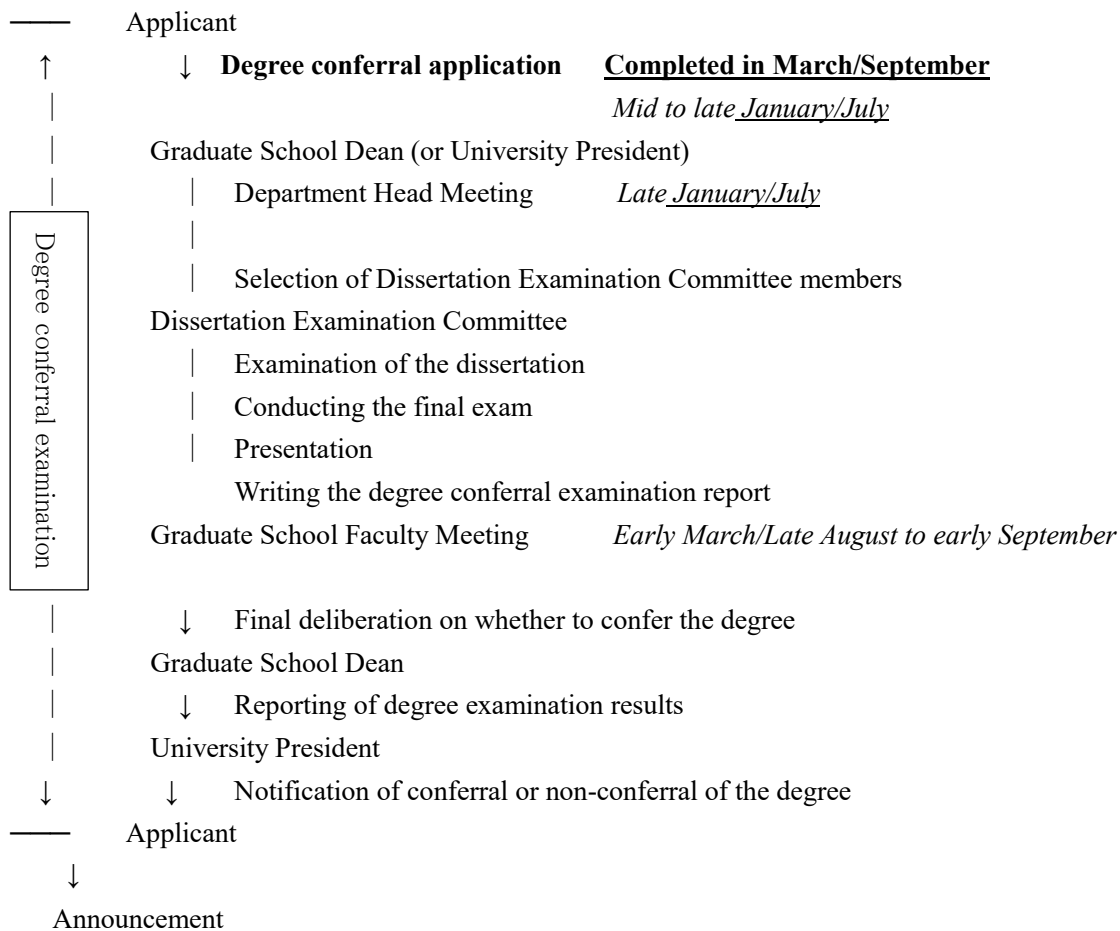 Applicant
↓ Degree conferral application Completed in March/September
Mid to late January/July
Graduate School Dean (or University President)
Department Head Meeting Late January/July
Selection of Dissertation Examination Committee members
Dissertation Examination Committee
Examination of the dissertation
Conducting the final exam
Presentation
Writing the degree conferral examination report
Graduate School Faculty Meeting Early March/Late August to early September
↓ Final deliberation on whether to confer the degree
Graduate School Dean
↓ Reporting of degree examination results
University President
↓ Notification of conferral or non-conferral of the degree
Applicant
↓
Announcement
Degree conferral examination